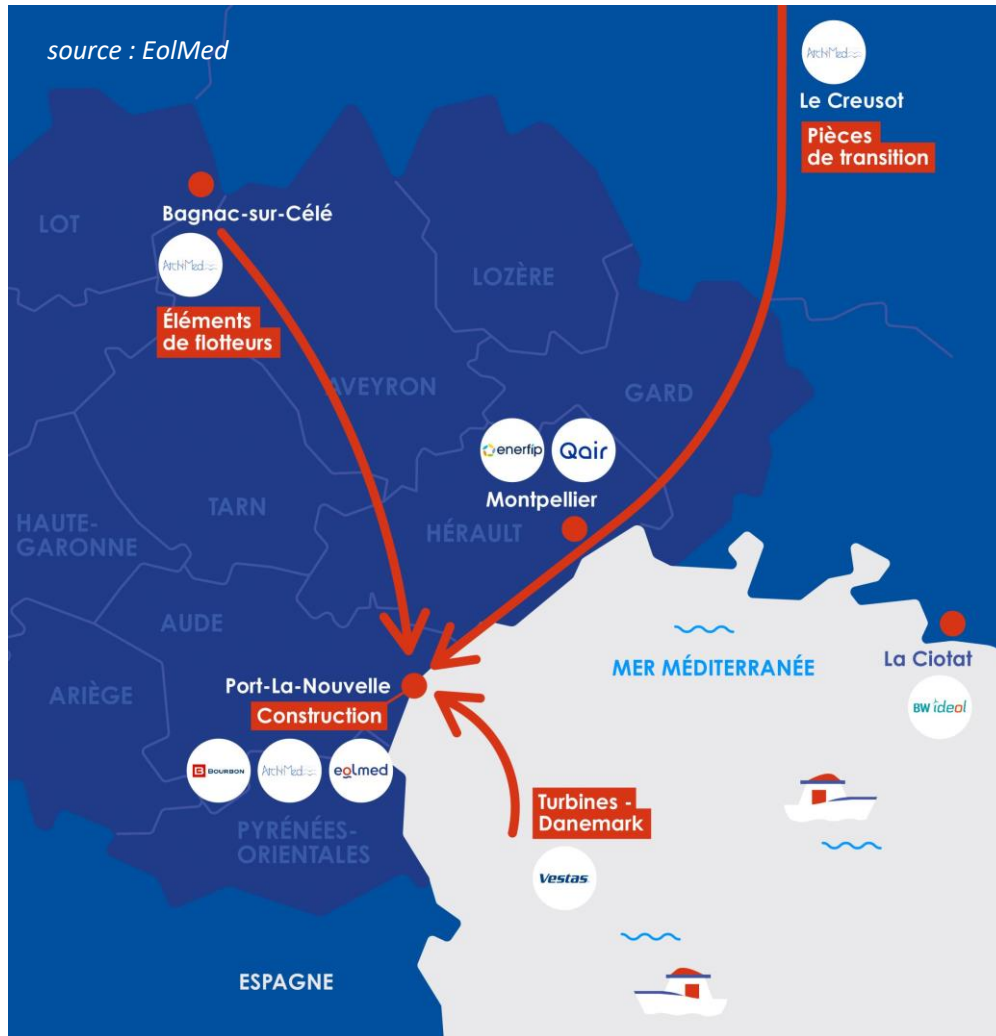 source : EolMed
ArchiMed
Le Creusot
Pièces
de transition
Bagnac-sur-Célé
LOT
ArchiMed
LOZÈRE
Éléments
de flotteurs
AVEYRON
GARD
enerfip
Qair
Montpellier
TARN
HAUTE-
GARONNE
HÉRAULT
AUDE
MER MÉDITERRANÉE
La Ciotat
ARIÈGE
Port-La-Nouvelle
Construction
BW ideol
BOURBON
ArchiMed
eolmed
Turbines -
Danemark
PYRÉNÉES-
ORIENTALES
Vestas
ESPAGNE